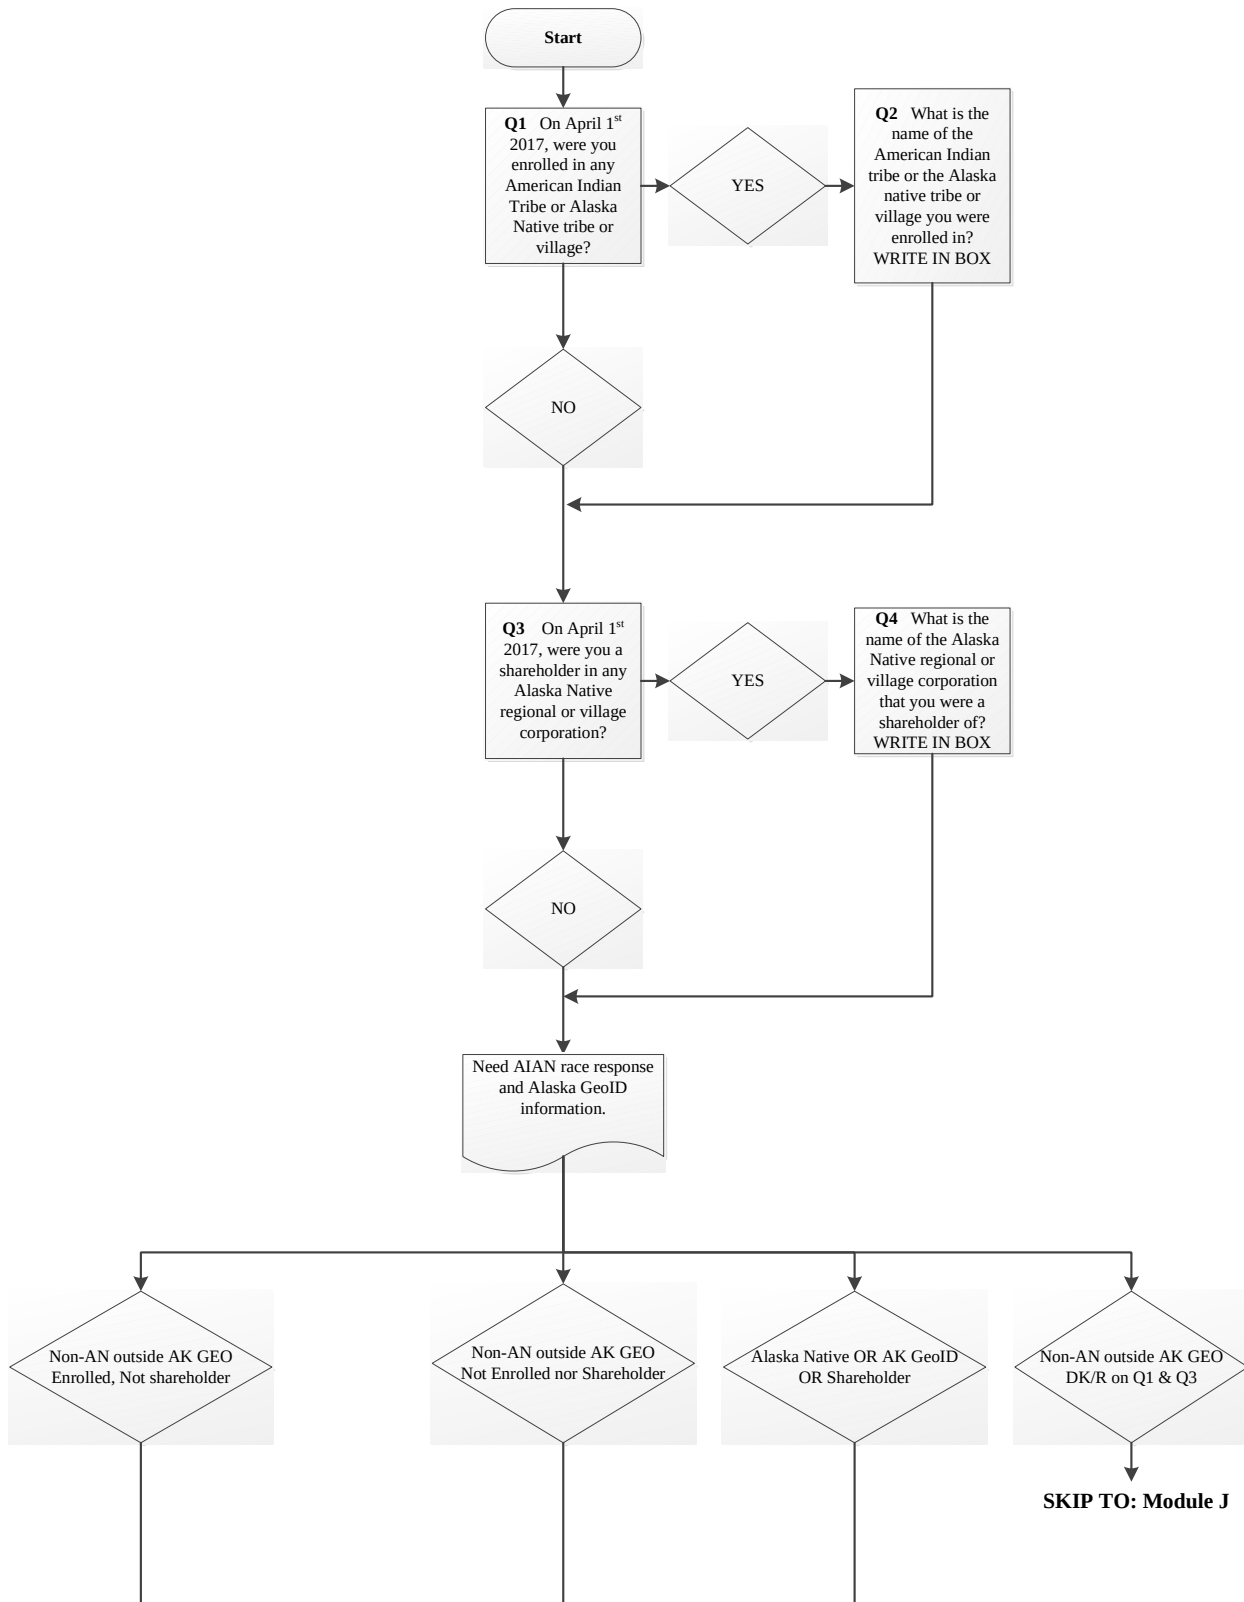 Start
Q1 On April 1st
2017, were you
enrolled in any
American Indian
Tribe or Alaska
Native tribe or
village?
YES
Q2 What is the
name of the
American Indian
tribe or the Alaska
native tribe or
village you were
enrolled in?
WRITE IN BOX
NO
Q3 On April 1st
2017, were you a
shareholder in any
Alaska Native
regional or village
corporation?
YES
Q4 What is the
name of the Alaska
Native regional or
village corporation
that you were a
shareholder of?
WRITE IN BOX
NO
Need AIAN race response
and Alaska GeoID
information.
Non-AN outside AK GEO
Enrolled, Not shareholder
Non-AN outside AK GEO
Not Enrolled nor Shareholder
Alaska Native OR AK GeoID
OR Shareholder
Non-AN outside AK GEO
DK/R on Q1 & Q3
SKIP TO: Module J